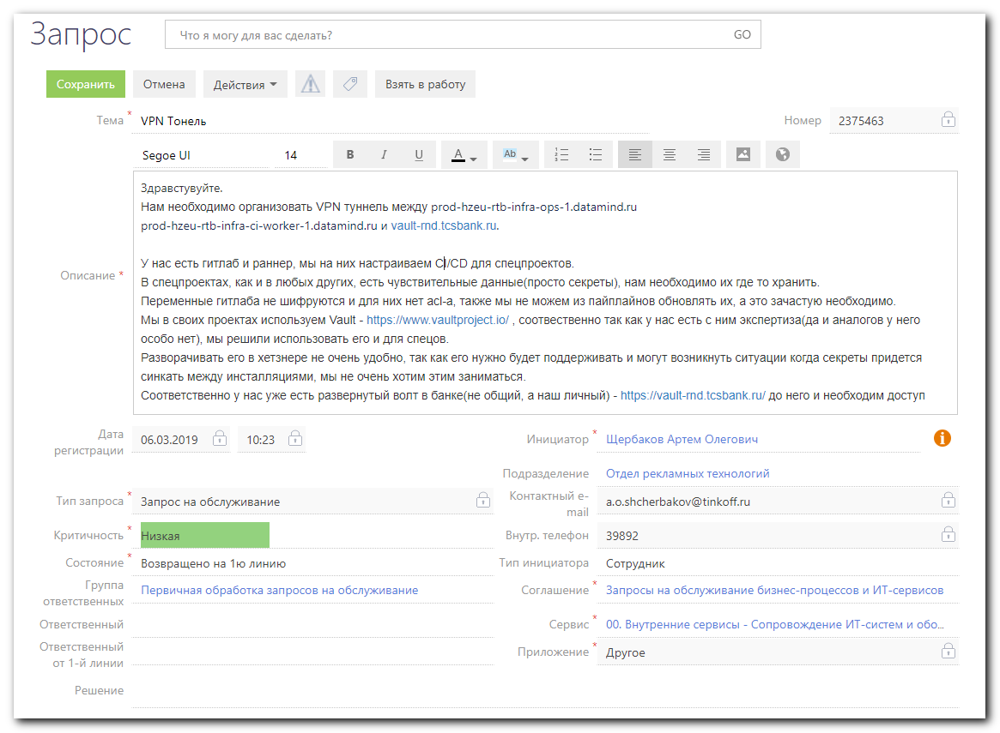 Запрос
Что я могу для вас сделать?
GO
Сохранить
Отмена
Действия
Взять в работу
Тема *
VPN Тонель
Номер
2375463
Segoe UI
14
B
I
U
A
Ab
Описание *
Здравстувуйте.
Нам необходимо организовать VPN туннель между prod-hzeu-rtb-infra-ops-1.datamind.ru
prod-hzeu-rtb-infra-ci-worker-1.datamind.ru и vault-rnd.tcsbank.ru.
У нас есть гитлаб и раннер, мы на них настраиваем CI/CD для спецпроектов.
В спецпроектах, как и в любых других, есть чувствительные данные(просто секреты), нам необходимо их где то хранить.
Переменные гитлаба не шифруются и для них нет acl-а, также мы не можем из пайплайнов обновлять их, а это зачастую необходимо.
Мы в своих проектах используем Vault - https://www.vaultproject.io/ , соотвественно так как у нас есть с ним экспертиза(да и аналогов у него
особо нет), мы решили использовать его и для спецов.
Разворачивать его в хетзнере не очень удобно, так как его нужно будет поддерживать и могут возникнуть ситуации когда секреты придется
синкать между инсталляциями, мы не очень хотим этим заниматься.
Соответственно у нас уже есть развернутый волт в банке(не общий, а наш личный) - https://vault-rnd.tcsbank.ru/ до него и необходим доступ
Дата
регистрации
06.03.2019
10:23
Инициатор *
Щербаков Артем Олегович
Подразделение
Отдел рекламных технологий
Тип запроса *
Запрос на обслуживание
Контактный e-
mail
a.o.shcherbakov@tinkoff.ru
Критичность *
Низкая
Внутр. телефон
39892
Состояние *
Возвращено на 1ю линию
Тип инициатора
Сотрудник
Группа
ответственных
Первичная обработка запросов на обслуживание
Соглашение *
Запросы на обслуживание бизнес-процессов и ИТ-сервисов
Ответственный
Сервис *
00. Внутренние сервисы - Сопровождение ИТ-систем и обо...
Ответственный
от 1-й линии
Приложение *
Другое
Решение